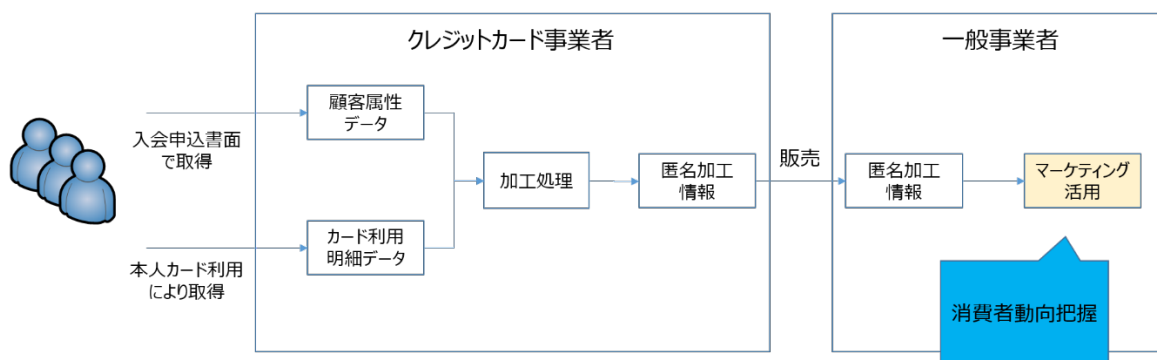 クレジットカード事業者
一般事業者
顧客属性
データ
入会申込書面
で取得
加工処理
匿名加工
情報
販売
匿名加工
情報
マーケティング
活用
カード利用
明細データ
本人カード利用
により取得
消費者動向把握